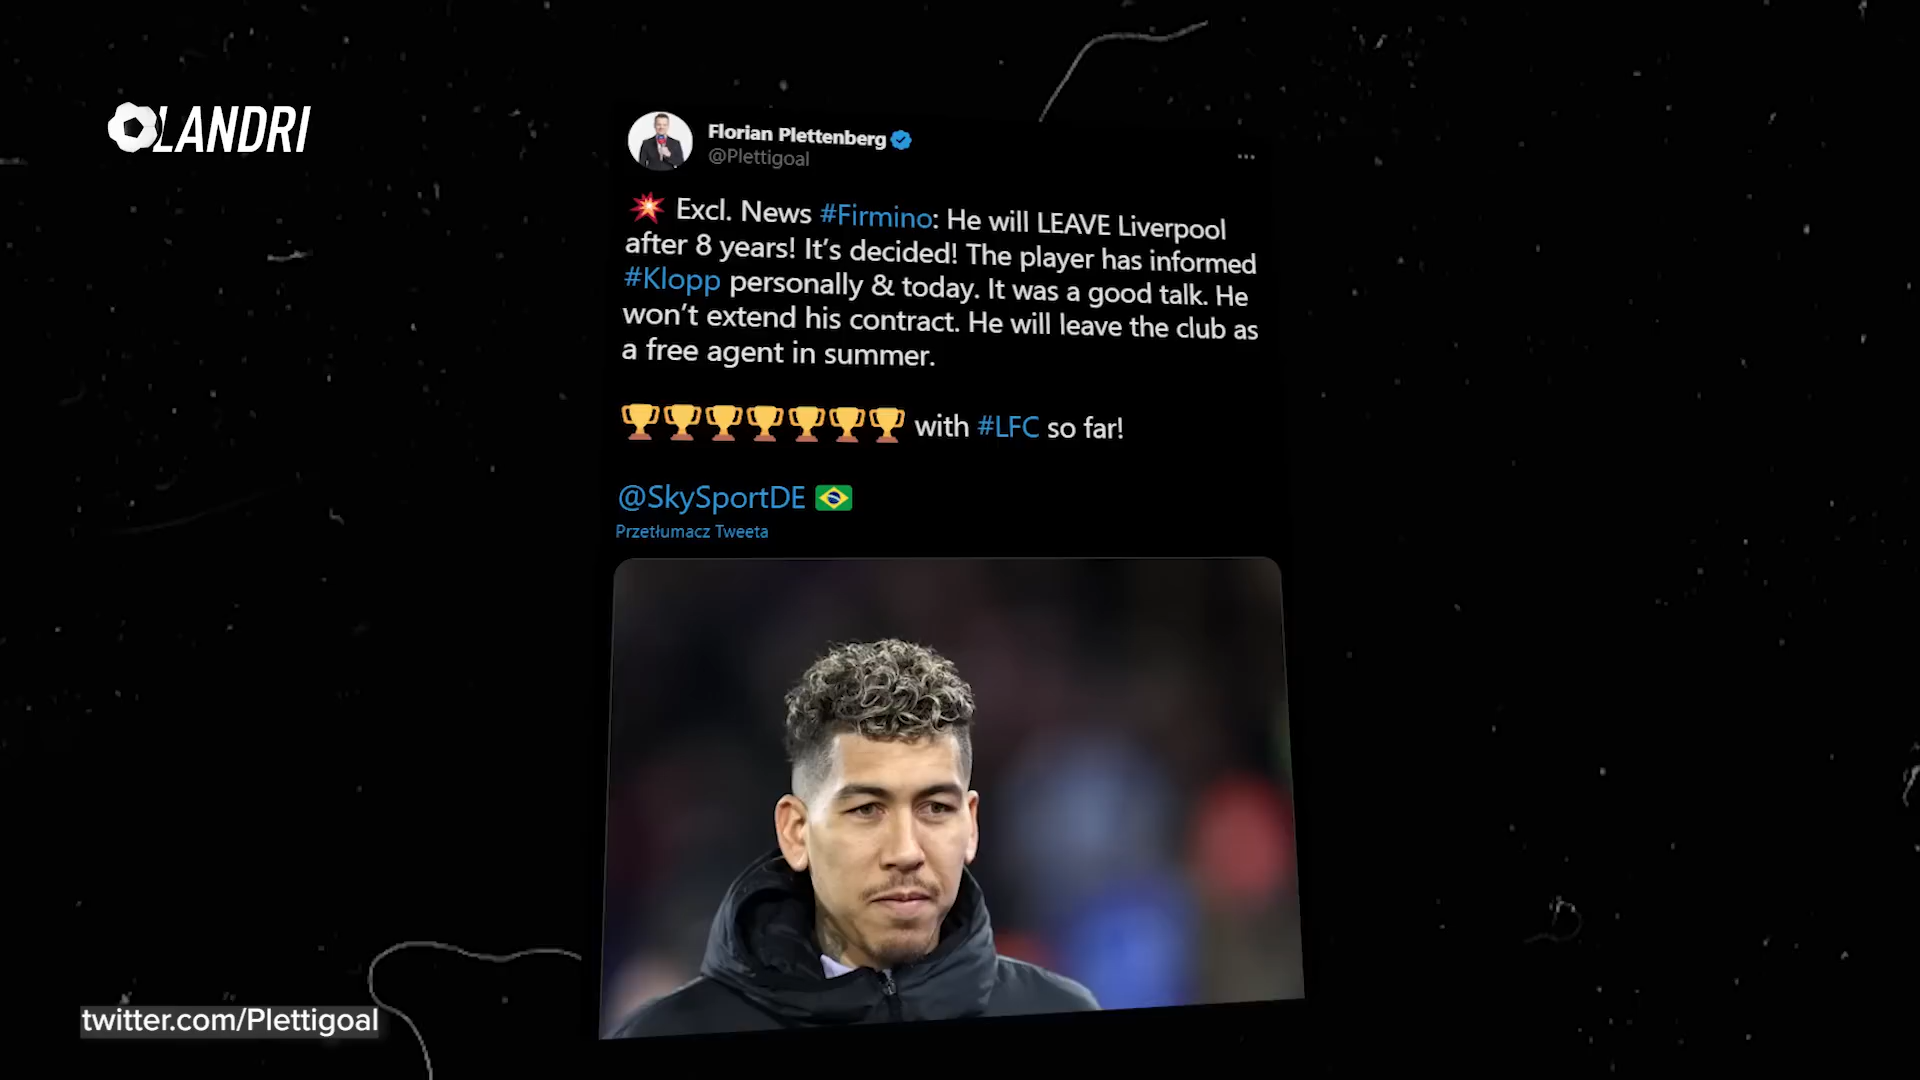 LANDRI
Florian Plettenberg
@Plettigoal
Excl. News #Firmino: He will LEAVE Liverpool
after 8 years! It’s decided! The player has informed
#Klopp personally & today. It was a good talk. He
won’t extend his contract. He will leave the club as
a free agent in summer.
with #LFC so far!
@SkySportDE
Przetłumacz Tweeta
twitter.com/Plettigoal